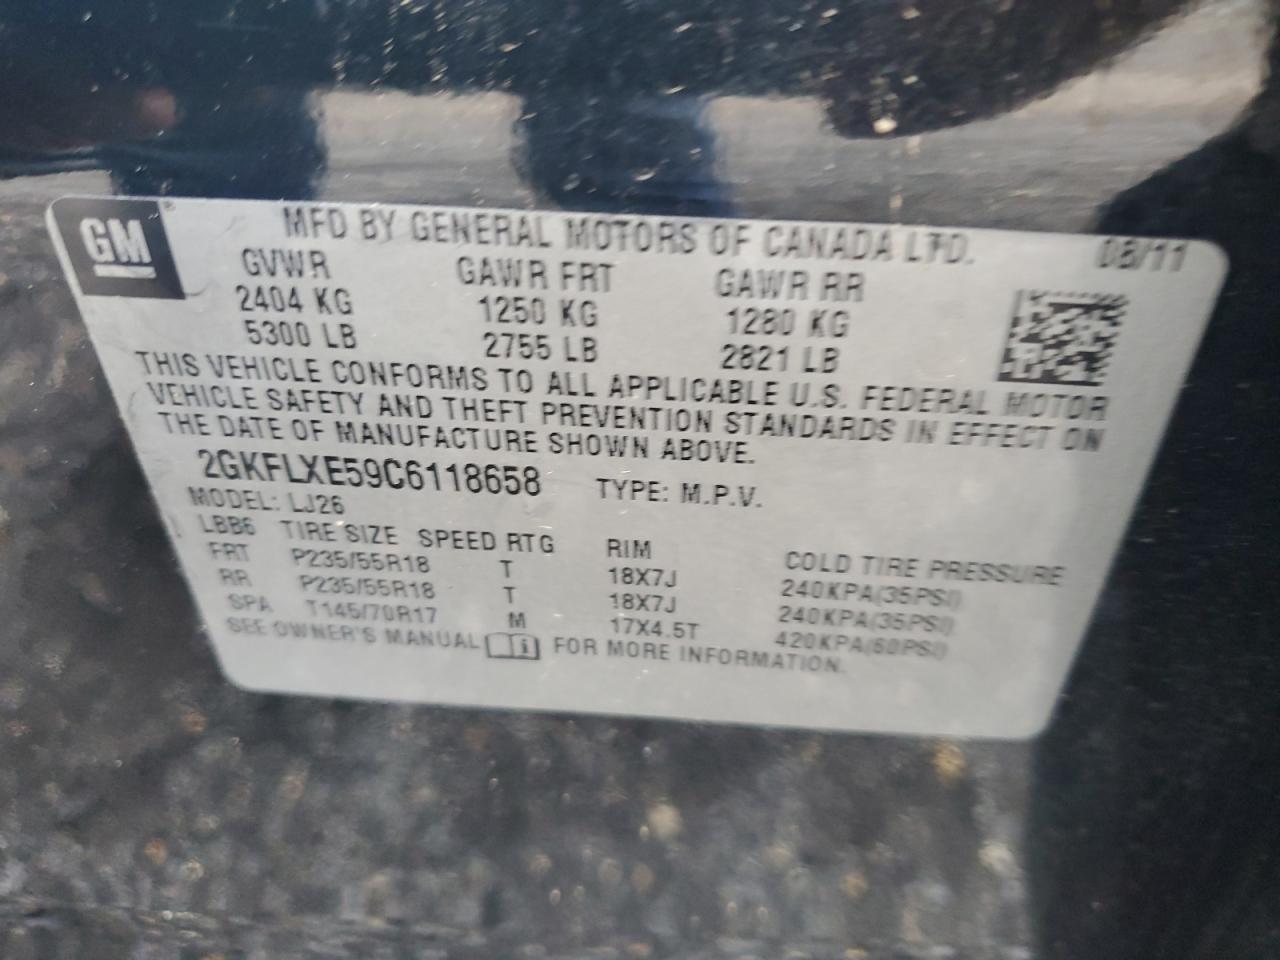 GM ® MFD BY GENERAL MOTORS OF CANADA LTD. 08/11
GVWR GAWR FRT GAWR RR
2404 KG 1250 KG 1280 KG
5300 LB 2755 LB 2821 LB
THIS VEHICLE CONFORMS TO ALL APPLICABLE U.S. FEDERAL MOTOR
VEHICLE SAFETY AND THEFT PREVENTION STANDARDS IN EFFECT ON
THE DATE OF MANUFACTURE SHOWN ABOVE.
2GKFLXE59C6118658 TYPE: M.P.V.
MODEL: LJ26
LBB6 TIRE SIZE SPEED RTG RIM COLD TIRE PRESSURE
FRT P235/55R18 T 18X7J 240KPA(35PSI)
RR P235/55R18 T 18X7J 240KPA(35PSI)
SPA T145/70R17 M 17X4.5T 420KPA(60PSI)
SEE OWNER'S MANUAL i FOR MORE INFORMATION.